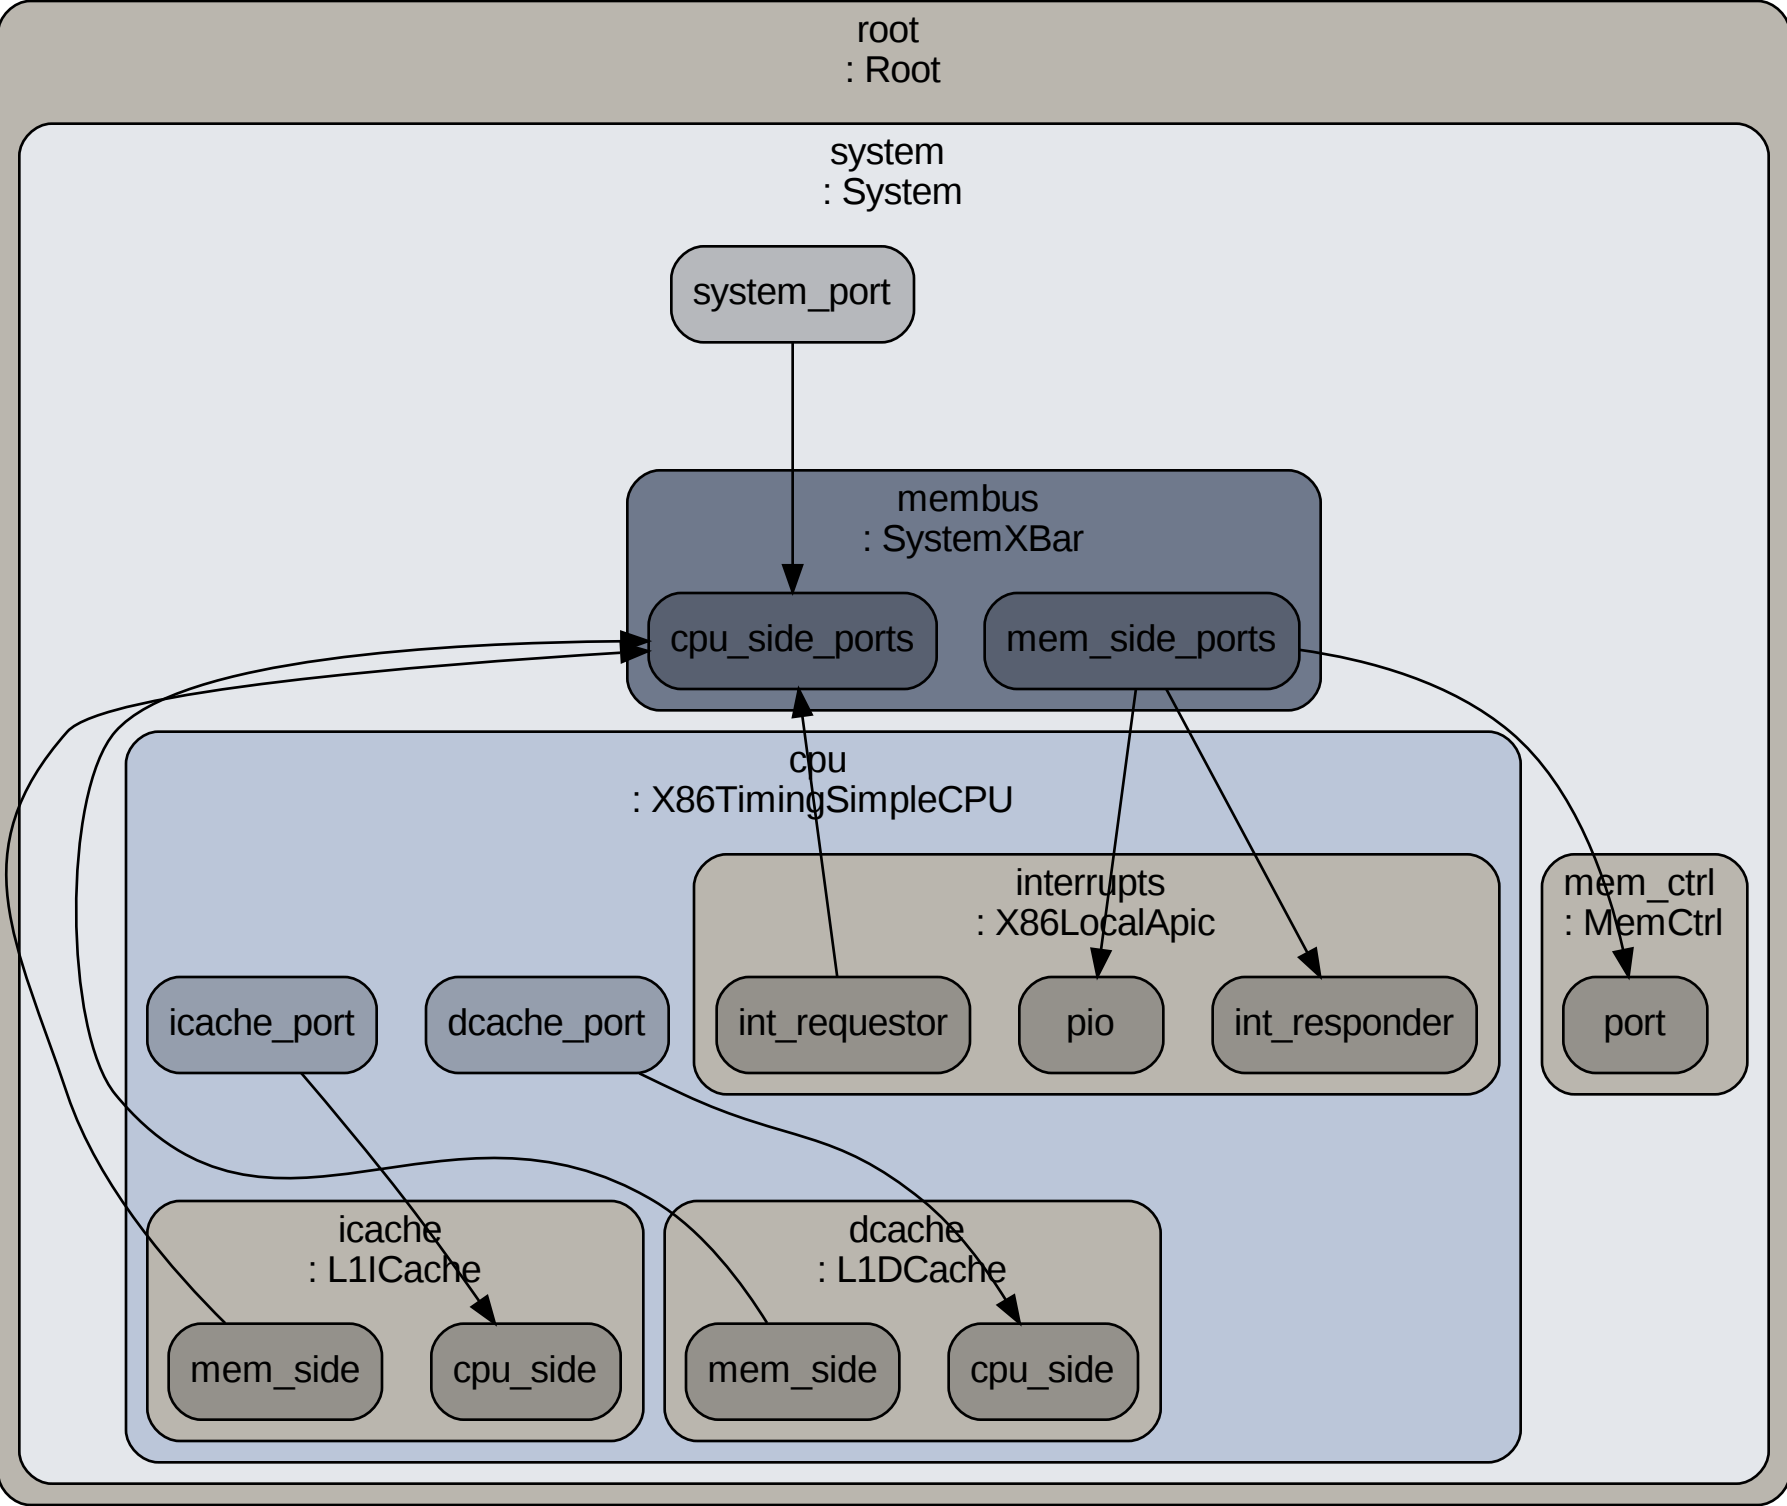 root
: Root
system
: System
system_port
membus
: SystemXBar
cpu_side_ports
mem_side_ports
cpu
: X86TimingSimpleCPU
interrupts
: X86LocalApic
mem_ctrl
: MemCtrl
icache_port
dcache_port
int_requestor
pio
int_responder
port
icache
: L1ICache
dcache
: L1DCache
mem_side
cpu_side
mem_side
cpu_side